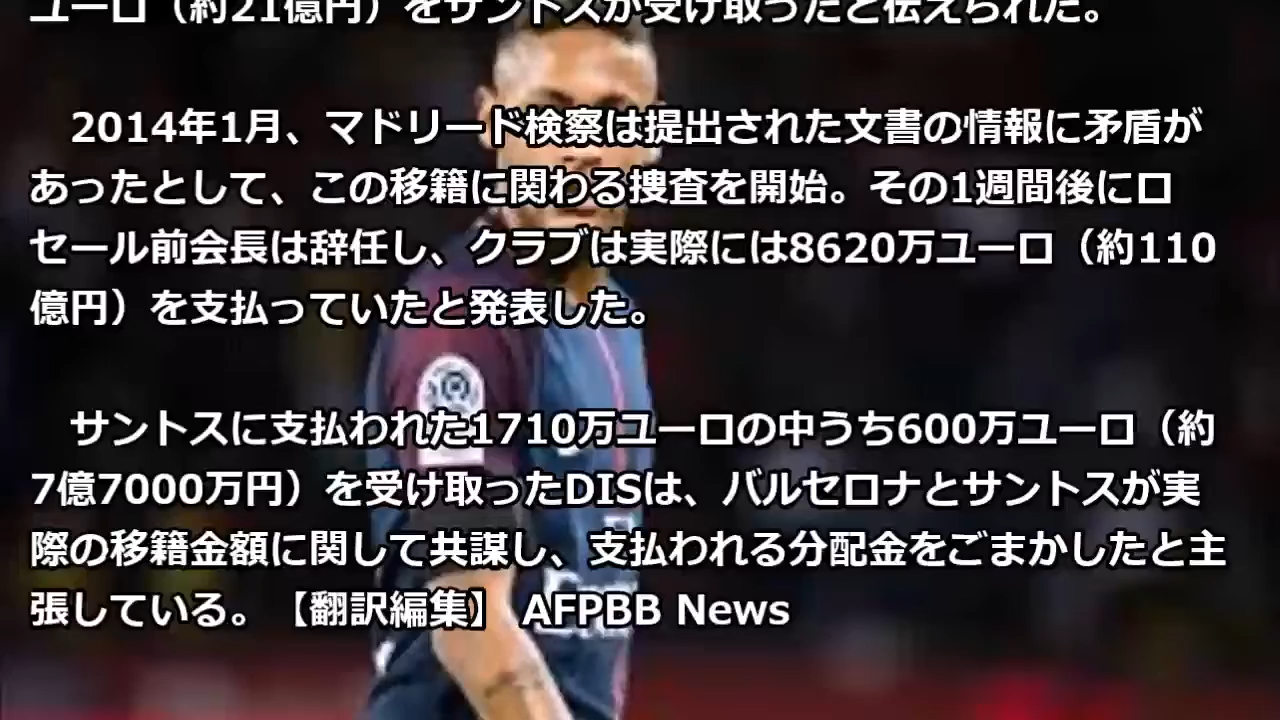 ユーロ（約21億円）をサントスが受け取ったと伝えられた。
2014年1月、マドリード検察は提出された文書の情報に矛盾が
あったとして、この移籍に関わる捜査を開始。その1週間後にロ
セール前会長は辞任し、クラブは実際には8620万ユーロ（約110
億円）を支払っていたと発表した。
サントスに支払われた1710万ユーロの中うち600万ユーロ（約
7億7000万円）を受け取ったDISは、バルセロナとサントスが実
際の移籍金額に関して共謀し、支払われる分配金をごまかしたと主
張している。【翻訳編集】 AFPBB News